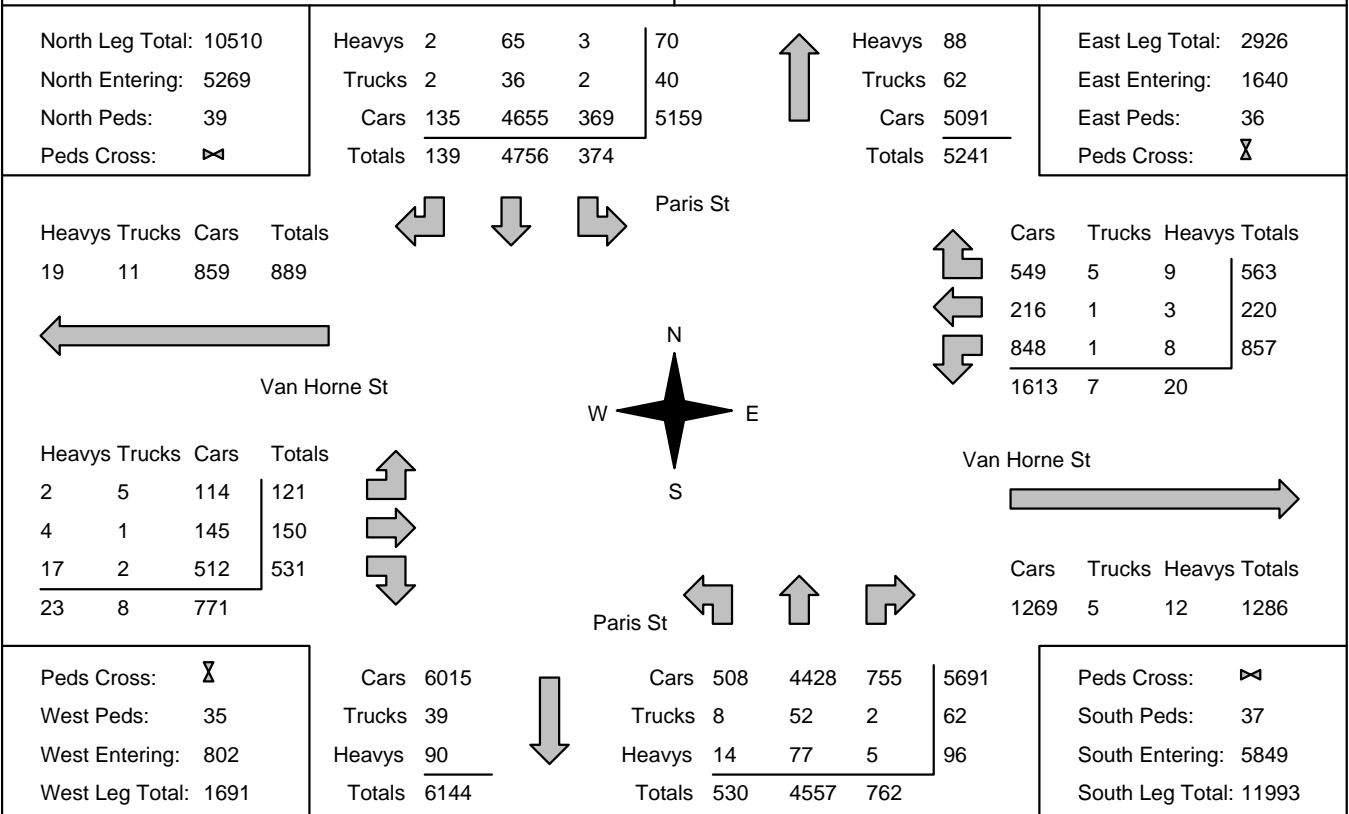 North Leg Total: 10510
North Entering: 5269
North Peds: 39
Peds Cross:
Heavys 2 65 3 70
Trucks 2 36 2 40
Cars 135 4655 369 5159
Totals 139 4756 374
Heavys 88
Trucks 62
Cars 5091
Totals 5241
East Leg Total: 2926
East Entering: 1640
East Peds: 36
Peds Cross:
Paris St
Heavys Trucks Cars Totals
19 11 859 889
Cars Trucks Heavys Totals
549 5 9 563
216 1 3 220
848 1 8 857
1613 7 20
Van Horne St
N
W E
S
Heavys Trucks Cars Totals
2 5 114 121
4 1 145 150
17 2 512 531
23 8 771
Van Horne St
Cars Trucks Heavys Totals
1269 5 12 1286
Paris St
Peds Cross:
West Peds: 35
West Entering: 802
West Leg Total: 1691
Cars 6015
Trucks 39
Heavys 90
Totals 6144
Cars 508 4428 755 5691
Trucks 8 52 2 62
Heavys 14 77 5 96
Totals 530 4557 762
Peds Cross:
South Peds: 37
South Entering: 5849
South Leg Total: 11993